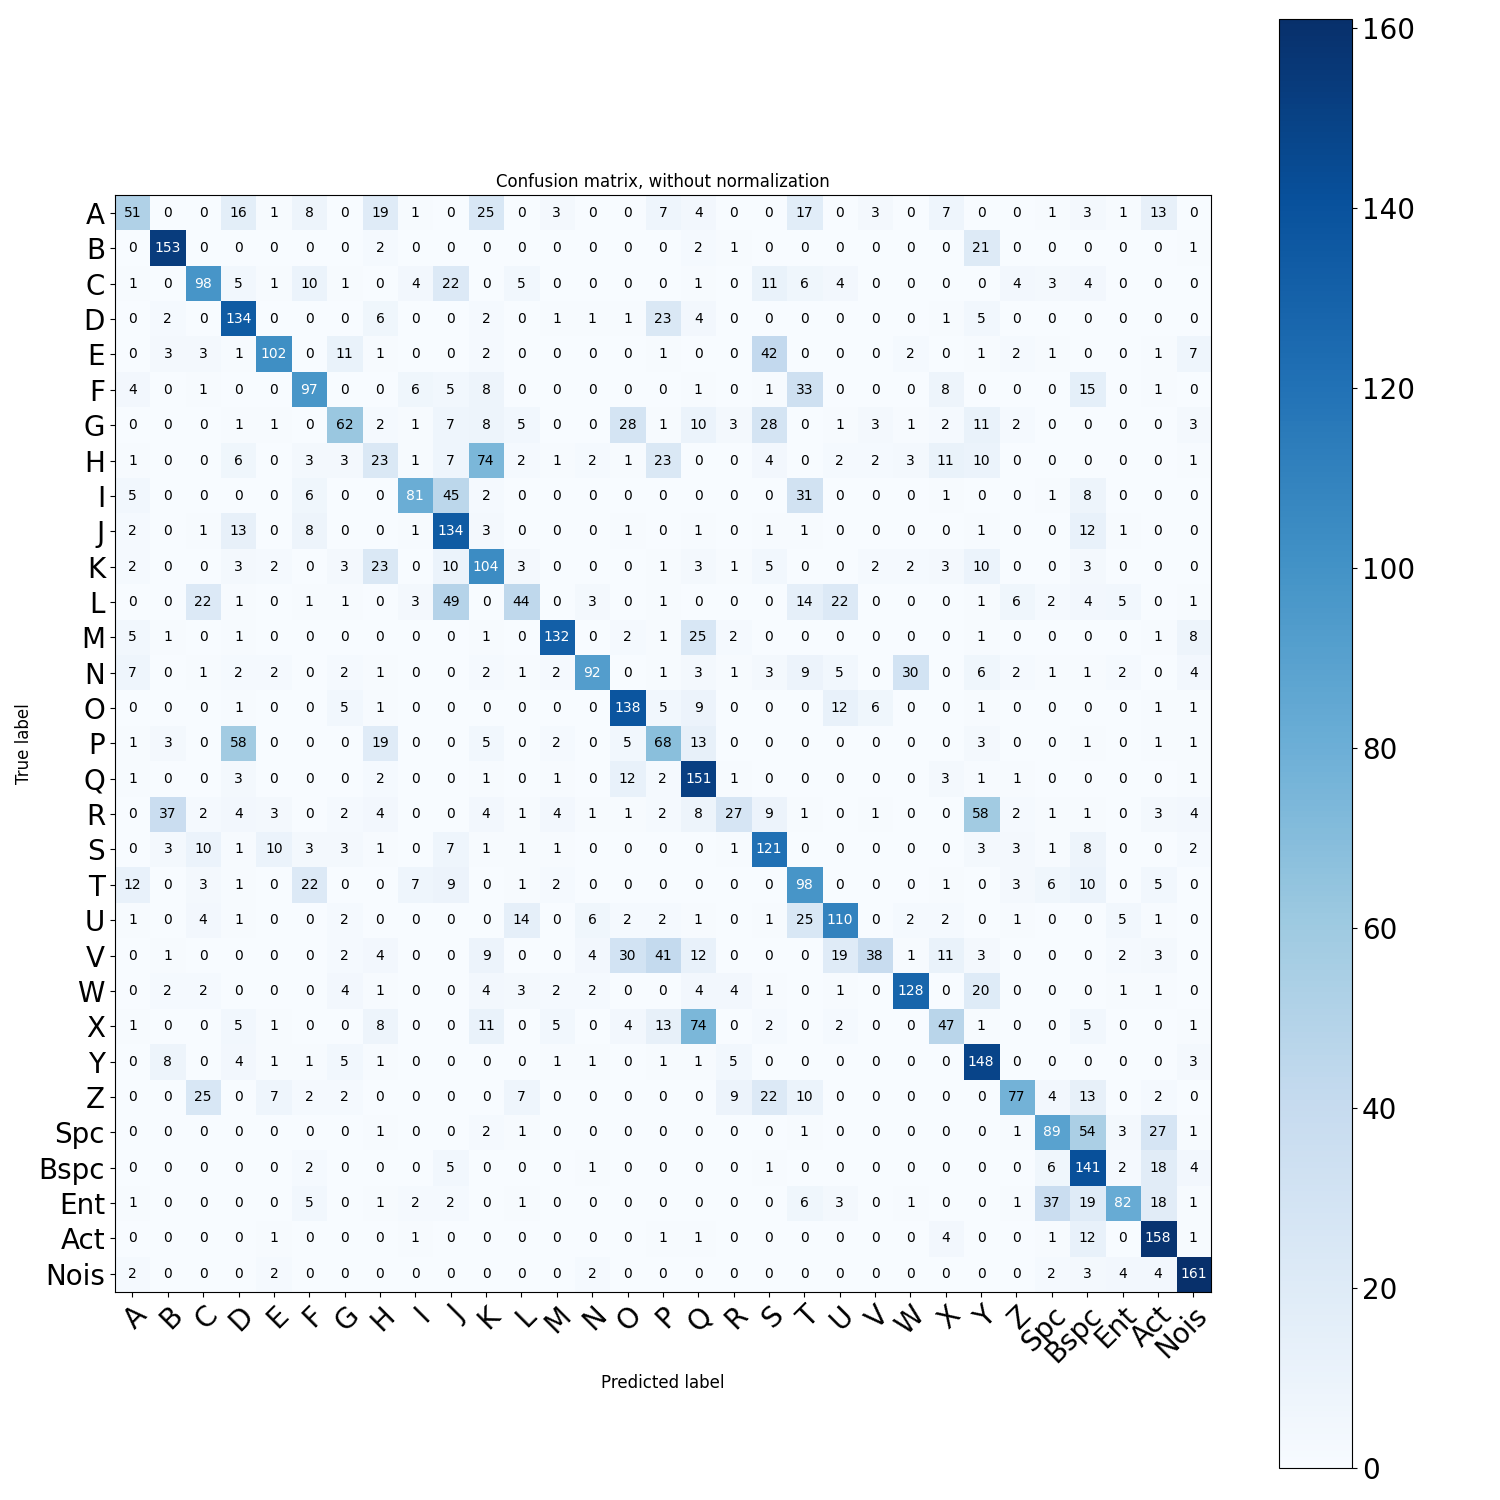 Confusion matrix, without normalization
A 51 0 0 16 1 8 0 19 1 0 25 0 3 0 0 7 4 0 0 17 0 3 0 7 0 0 1 3 1 13 0
B 0 153 0 0 0 0 0 2 0 0 0 0 0 0 0 0 2 1 0 0 0 0 0 0 21 0 0 0 0 0 1
C 1 0 98 5 1 10 1 0 4 22 0 5 0 0 0 0 1 0 11 6 4 0 0 0 0 4 3 4 0 0 0
D 0 2 0 134 0 0 0 6 0 0 2 0 1 1 1 23 4 0 0 0 0 0 0 1 5 0 0 0 0 0 0
E 0 3 3 1 102 0 11 1 0 0 2 0 0 0 0 1 0 0 42 0 0 0 2 0 1 2 1 0 0 1 7
F 4 0 1 0 0 97 0 0 6 5 8 0 0 0 0 0 1 0 1 33 0 0 0 8 0 0 0 15 0 1 0
G 0 0 0 1 1 0 62 2 1 7 8 5 0 0 28 1 10 3 28 0 1 3 1 2 11 2 0 0 0 0 3
H 1 0 0 6 0 3 3 23 1 7 74 2 1 2 1 23 0 0 4 0 2 2 3 11 10 0 0 0 0 0 1
I 5 0 0 0 0 6 0 0 81 45 2 0 0 0 0 0 0 0 0 31 0 0 0 1 0 0 1 8 0 0 0
J 2 0 1 13 0 8 0 0 1 134 3 0 0 0 1 0 1 0 1 1 0 0 0 0 1 0 0 12 1 0 0
K 2 0 0 3 2 0 3 23 0 10 104 3 0 0 0 1 3 1 5 0 0 2 2 3 10 0 0 3 0 0 0
L 0 0 22 1 0 1 1 0 3 49 0 44 0 3 0 1 0 0 0 14 22 0 0 0 1 6 2 4 5 0 1
M 5 1 0 1 0 0 0 0 0 0 1 0 132 0 2 1 25 2 0 0 0 0 0 0 1 0 0 0 0 1 8
N 7 0 1 2 2 0 2 1 0 0 2 1 2 92 0 1 3 1 3 9 5 0 30 0 6 2 1 1 2 0 4
O 0 0 0 1 0 0 5 1 0 0 0 0 0 0 138 5 9 0 0 0 12 6 0 0 1 0 0 0 0 1 1
P 1 3 0 58 0 0 0 19 0 0 5 0 2 0 5 68 13 0 0 0 0 0 0 0 3 0 0 1 0 1 1
Q 1 0 0 3 0 0 0 2 0 0 1 0 1 0 12 2 151 1 0 0 0 0 0 3 1 1 0 0 0 0 1
R 0 37 2 4 3 0 2 4 0 0 4 1 4 1 1 2 8 27 9 1 0 1 0 0 58 2 1 1 0 3 4
S 0 3 10 1 10 3 3 1 0 7 1 1 1 0 0 0 0 1 121 0 0 0 0 0 3 3 1 8 0 0 2
T 12 0 3 1 0 22 0 0 7 9 0 1 2 0 0 0 0 0 0 98 0 0 0 1 0 3 6 10 0 5 0
U 1 0 4 1 0 0 2 0 0 0 0 14 0 6 2 2 1 0 1 25 110 0 2 2 0 1 0 0 5 1 0
V 0 1 0 0 0 0 2 4 0 0 9 0 0 4 30 41 12 0 0 0 19 38 1 11 3 0 0 0 2 3 0
W 0 2 2 0 0 0 4 1 0 0 4 3 2 2 0 0 4 4 1 0 1 0 128 0 20 0 0 0 1 1 0
X 1 0 0 5 1 0 0 8 0 0 11 0 5 0 4 13 74 0 2 0 2 0 0 47 1 0 0 5 0 0 1
Y 0 8 0 4 1 1 5 1 0 0 0 0 1 1 0 1 1 5 0 0 0 0 0 0 148 0 0 0 0 0 3
Z 0 0 25 0 7 2 2 0 0 0 0 7 0 0 0 0 0 9 22 10 0 0 0 0 0 77 4 13 0 2 0
Spc 0 0 0 0 0 0 0 1 0 0 2 1 0 0 0 0 0 0 0 1 0 0 0 0 0 1 89 54 3 27 1
Bspc 0 0 0 0 0 2 0 0 0 5 0 0 0 1 0 0 0 0 1 0 0 0 0 0 0 0 6 141 2 18 4
Ent 1 0 0 0 0 5 0 1 2 2 0 1 0 0 0 0 0 0 0 6 3 0 1 0 0 1 37 19 82 18 1
Act 0 0 0 0 1 0 0 0 1 0 0 0 0 0 0 1 1 0 0 0 0 0 0 4 0 0 1 12 0 158 1
Nois 2 0 0 0 2 0 0 0 0 0 0 0 0 2 0 0 0 0 0 0 0 0 0 0 0 0 2 3 4 4 161
A B C D E F G H I J K L M N O P Q R S T U V W X Y Z Spc Bspc Ent Act Nois
True label
Predicted label
160
140
120
100
80
60
40
20
0